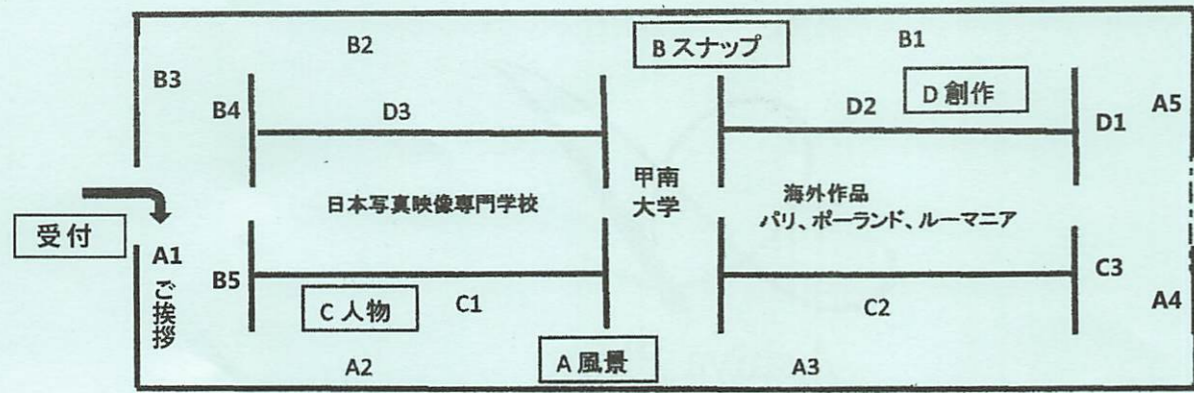 B2
Bスナップ
B1
B3
B4
D3
D2
D 創作
D1
A5
日本写真映像専門学校
甲南
大学
海外作品
パリ、ポーランド、ルーマニア
受付
A1
ご挨拶
B5
C 人物
C1
C2
C3
A4
A2
A 風景
A3